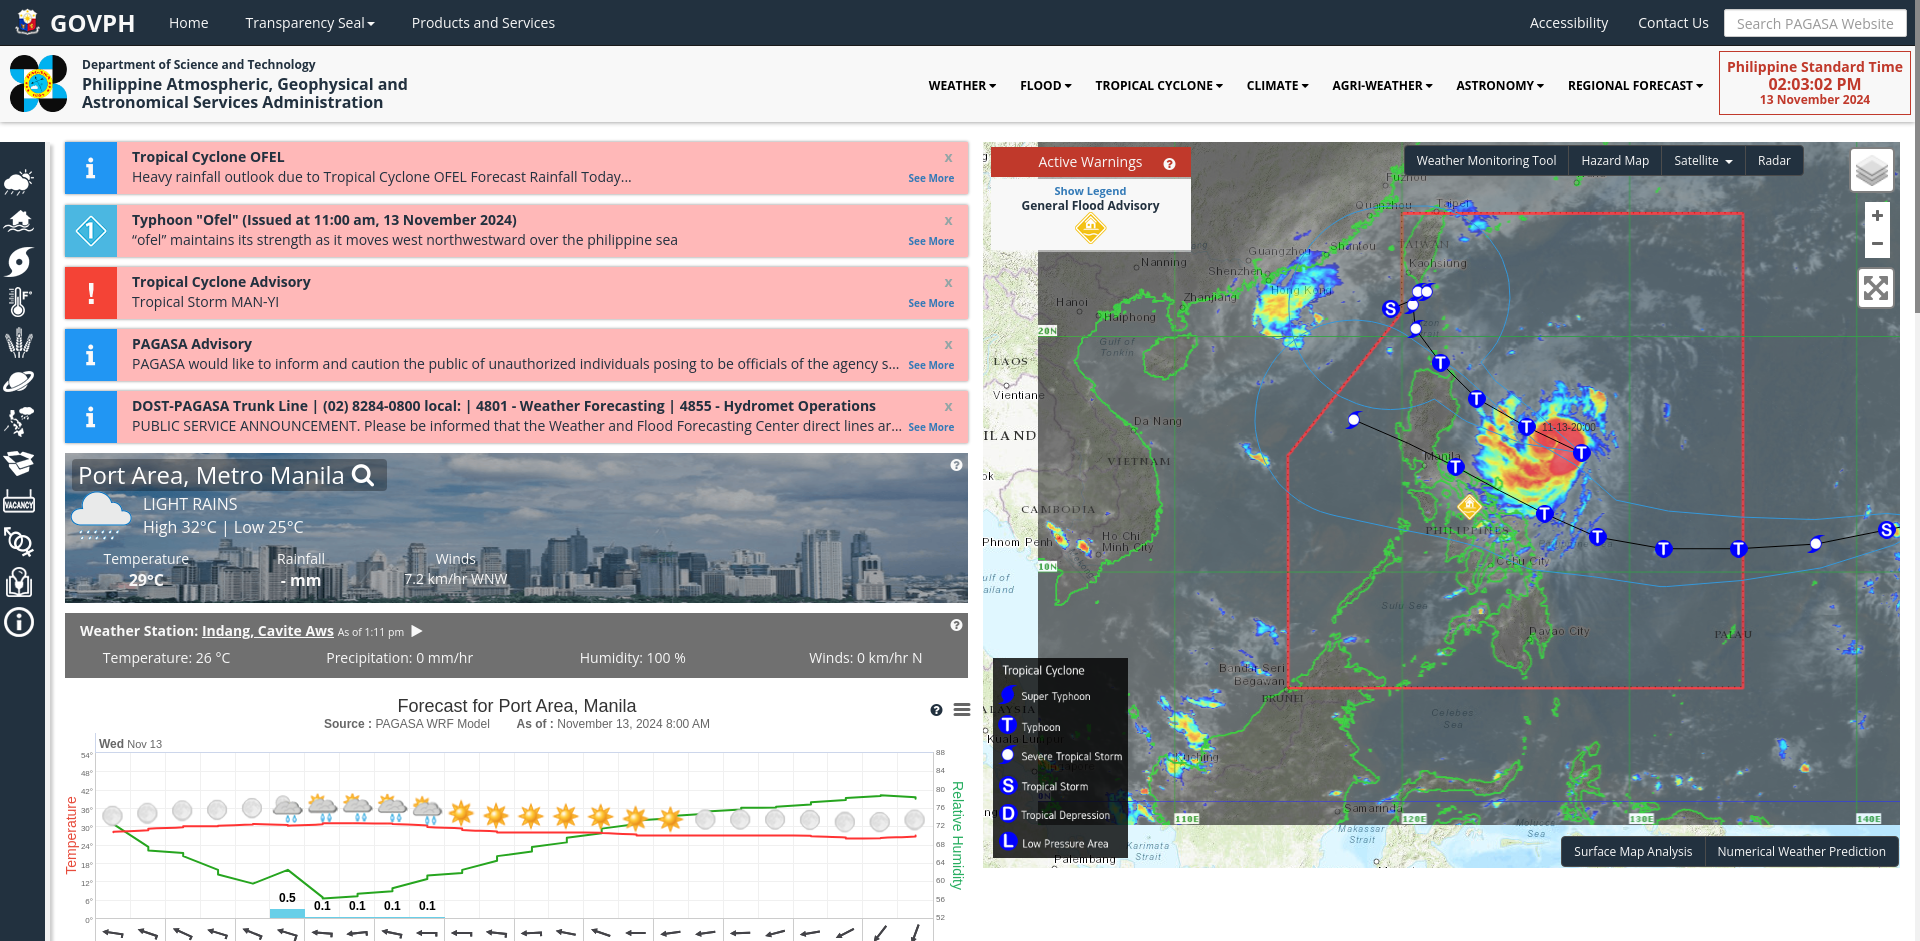 GOVPH
Home
Transparency Seal
Products and Services
Accessibility
Contact Us
Search PAGASA Website
Department of Science and Technology
Philippine Atmospheric, Geophysical and
Astronomical Services Administration
WEATHER
FLOOD
TROPICAL CYCLONE
CLIMATE
AGRI-WEATHER
ASTRONOMY
REGIONAL FORECAST
Philippine Standard Time
02:03:02 PM
13 November 2024
Tropical Cyclone OFEL
x
Heavy rainfall outlook due to Tropical Cyclone OFEL Forecast Rainfall Today...
See More
1
Typhoon "Ofel" (Issued at 11:00 am, 13 November 2024)
x
“ofel” maintains its strength as it moves west northwestward over the philippine sea
See More
Tropical Cyclone Advisory
x
Tropical Storm MAN-YI
See More
PAGASA Advisory
x
PAGASA would like to inform and caution the public of unauthorized individuals posing to be officials of the agency s...
See More
DOST-PAGASA Trunk Line | (02) 8284-0800 local: | 4801 - Weather Forecasting | 4855 - Hydromet Operations
x
PUBLIC SERVICE ANNOUNCEMENT. Please be informed that the Weather and Flood Forecasting Center direct lines ar...
See More
VACANCY
Port Area, Metro Manila
LIGHT RAINS
High 32°C | Low 25°C
Temperature
29°C
Rainfall
- mm
Winds
7.2 km/hr WNW
Weather Station: Indang, Cavite Aws As of 1:11 pm
Temperature: 26 °C
Precipitation: 0 mm/hr
Humidity: 100 %
Winds: 0 km/hr N
Forecast for Port Area, Manila
Source : PAGASA WRF Model
As of : November 13, 2024 8:00 AM
Wed Nov 13
Temperature
54°
48°
42°
36°
30°
24°
18°
12°
6°
0°
0.5
0.1
0.1
0.1
0.1
88
84
80
76
72
68
64
60
56
52
Relative Humidity
Active Warnings
Show Legend
General Flood Advisory
Weather Monitoring Tool
Hazard Map
Satellite
Radar
+
−
Fuzhou
Quanzhou
Taipei
TAIWAN
Guangzhou
Shantou
Nanning
Shenzhen
Kaohsiung
Hong Kong
Zhanjiang
Hanoi
Haiphong
20N
Gulf of
Tonkin
LAOS
Vientiane
Da Nang
VIETNAM
11-13-20:00
Manila
CAMBODIA
Phnom Penh
Ho Chi
Minh City
PHILIPPINES
10N
Cebu City
Sulu Sea
Davao City
PALAU
Bandar Seri
Begawan
BRUNEI
Celebes
Sea
Kuching
Samarinda
110E
120E
130E
140E
Makassar
Strait
Karimata
Strait
Palembang
Tropical Cyclone
Super Typhoon
T Typhoon
Severe Tropical Storm
S Tropical Storm
D Tropical Depression
L Low Pressure Area
Surface Map Analysis
Numerical Weather Prediction